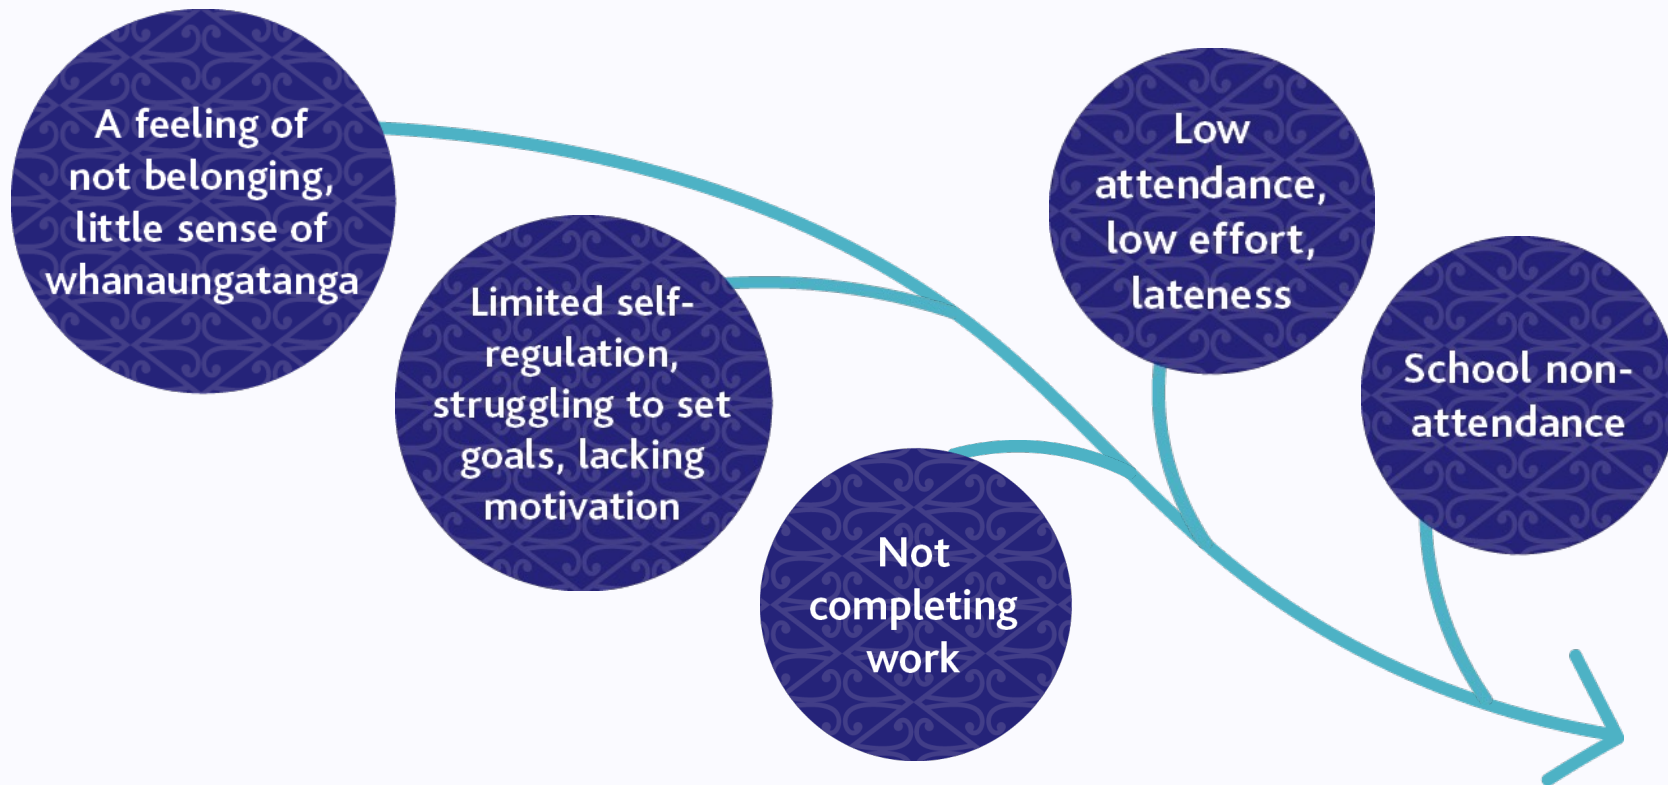 A feeling of
not belonging,
little sense of
whanaungatanga
Limited self-
regulation,
struggling to set
goals, lacking
motivation
Not
completing
work
Low
attendance,
low effort,
lateness
School non-
attendance